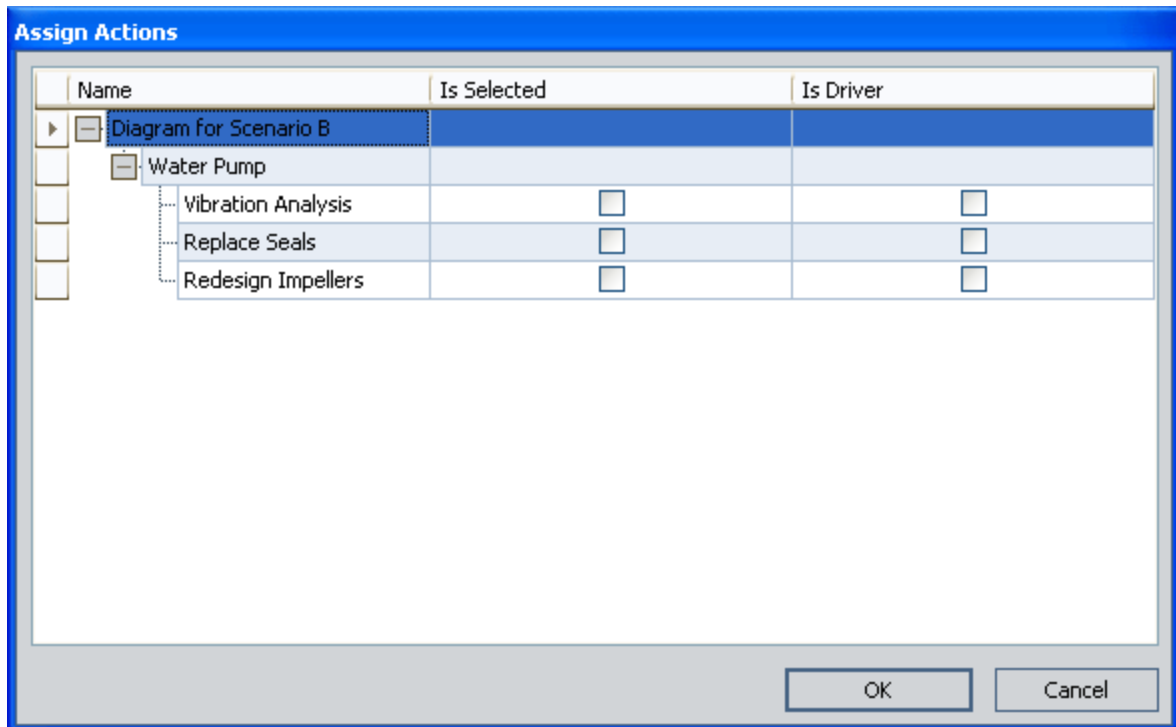 Assign Actions
Name Is Selected Is Driver
Diagram for Scenario B
Water Pump
Vibration Analysis
Replace Seals
Redesign Impellers
OK Cancel